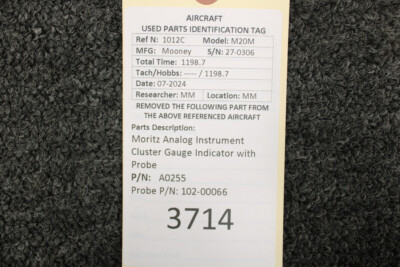 AIRCRAFT
USED PARTS IDENTIFICATION TAG
Ref N: 1012C Model: M20M
MFG: Mooney S/N: 27-0306
Total Time: 1198.7
Tach/Hobbs: ---- / 1198.7
Date: 07-2024
Researcher: MM Location: MM
REMOVED THE FOLLOWING PART FROM
THE ABOVE REFERENCED AIRCRAFT
Parts Description:
Moritz Analog Instrument
Cluster Gauge Indicator with
Probe
P/N: A0255
Probe P/N: 102-00066
3714